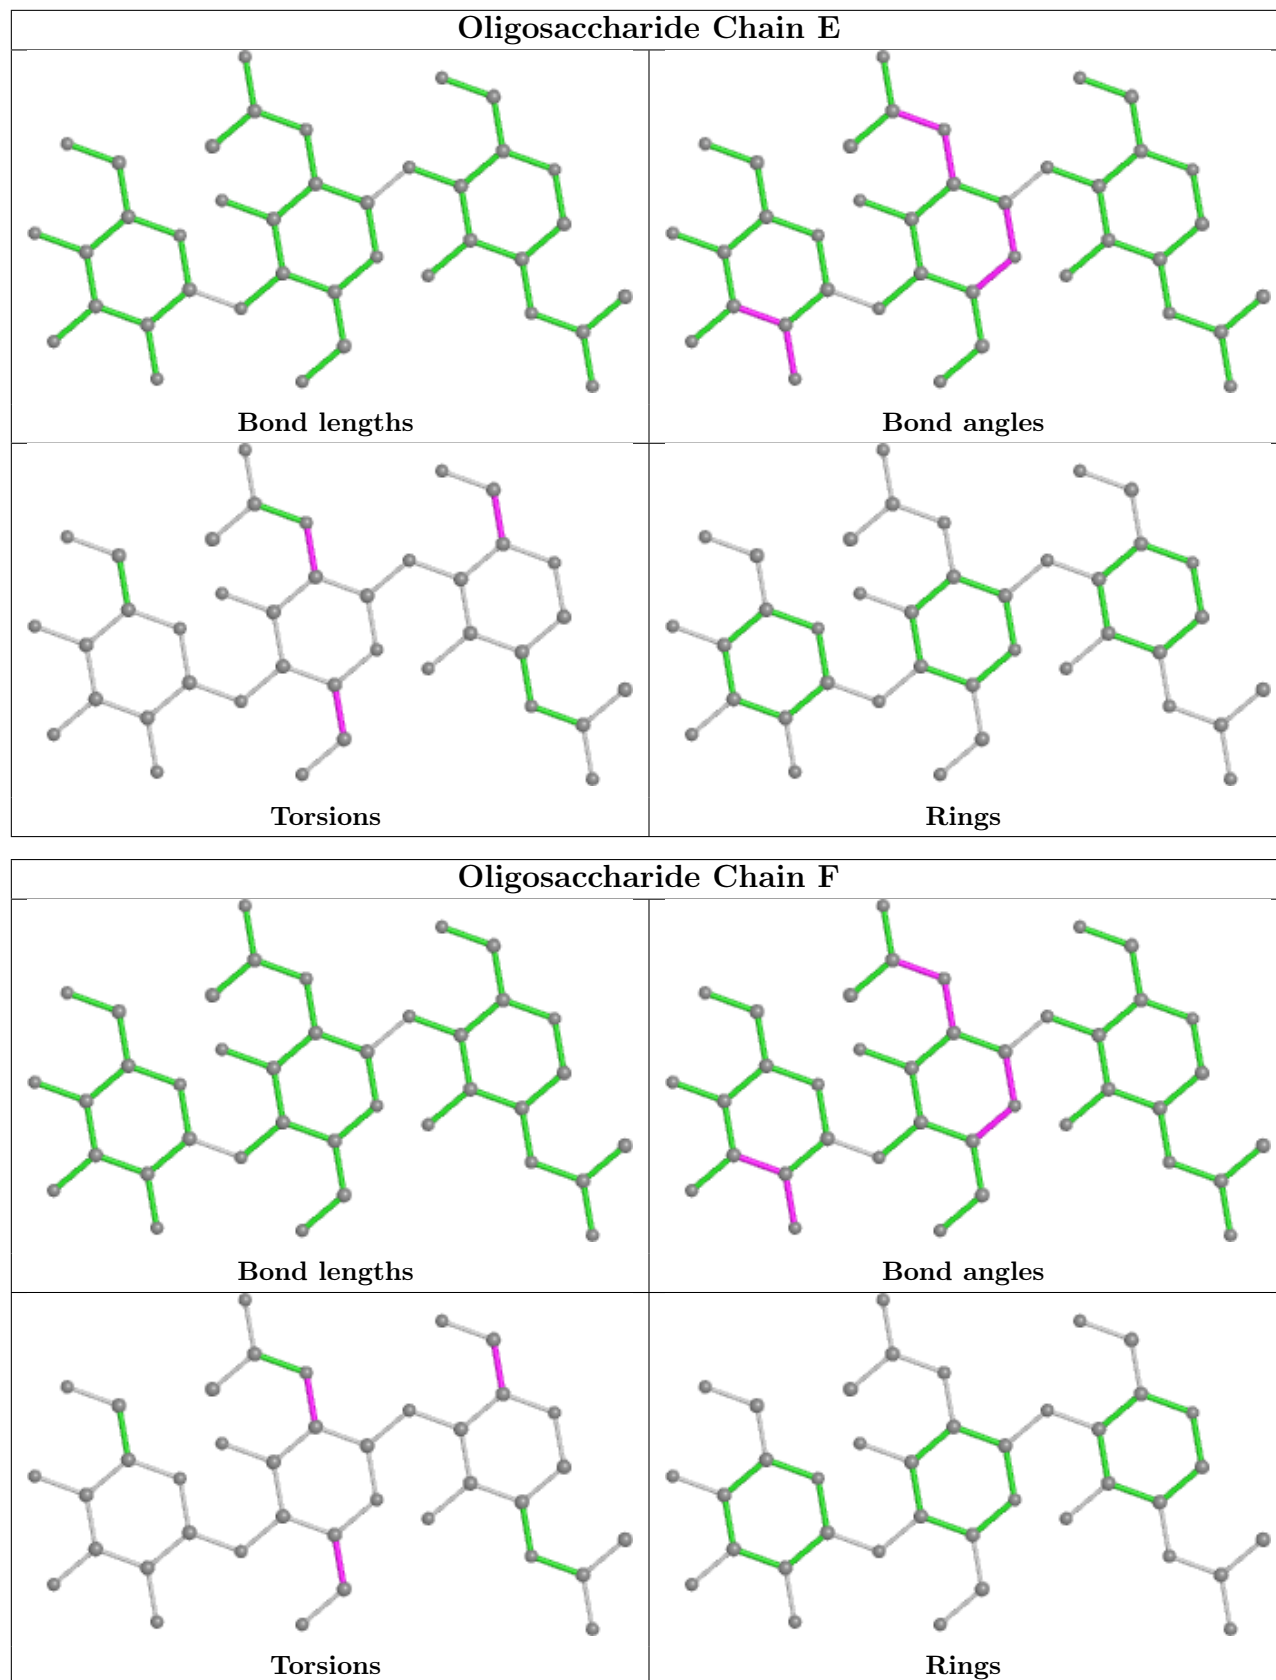 Oligosaccharide Chain E
Bond lengths
Bond angles
Torsions
Rings
Oligosaccharide Chain F
Bond lengths
Bond angles
Torsions
Rings